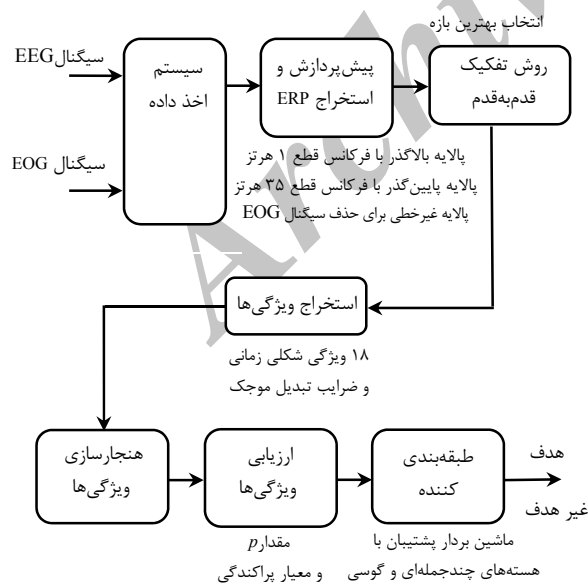 انتخاب بهترین بازه
سیگنال EEG
سیگنال EOG
سیستم
اخذ داده
پیش‌پردازش و
استخراج ERP
روش تفکیک
قدم‌به‌قدم
پالایه بالاگذر با فرکانس قطع ۱ هرتز
پالایه پایین‌گذر با فرکانس قطع ۳۵ هرتز
پالایه غیرخطی برای حذف سیگنال EOG
استخراج ویژگی‌ها
۱۸ ویژگی شکلی زمانی
و ضرایب تبدیل موجک
هنجارسازی
ویژگی‌ها
ارزیابی
ویژگی‌ها
طبقه‌بندی
کننده
هدف
غیر هدف
مقدار p
و معیار پراکندگی
ماشین بردار پشتیبان با
هسته‌های چندجمله‌ای و گوسی